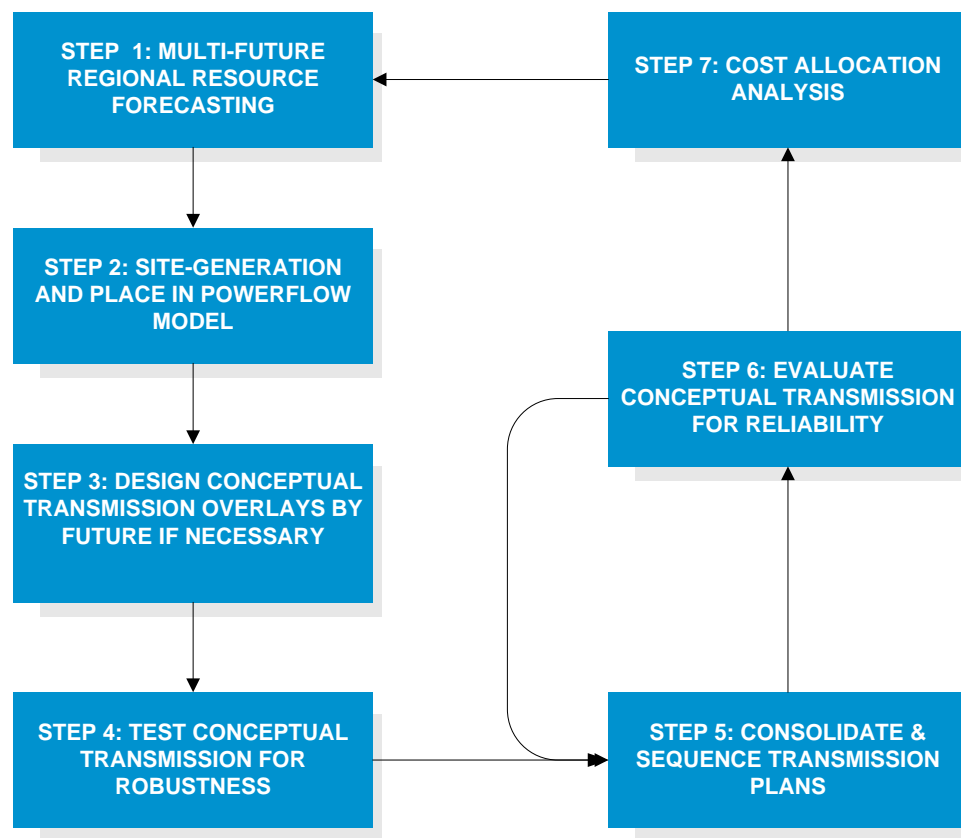 STEP 1: MULTI-FUTURE
REGIONAL RESOURCE
FORECASTING
STEP 2: SITE-GENERATION
AND PLACE IN POWERFLOW
MODEL
STEP 3: DESIGN CONCEPTUAL
TRANSMISSION OVERLAYS BY
FUTURE IF NECESSARY
STEP 4: TEST CONCEPTUAL
TRANSMISSION FOR
ROBUSTNESS
STEP 5: CONSOLIDATE &
SEQUENCE TRANSMISSION
PLANS
STEP 6: EVALUATE
CONCEPTUAL TRANSMISSION
FOR RELIABILITY
STEP 7: COST ALLOCATION
ANALYSIS